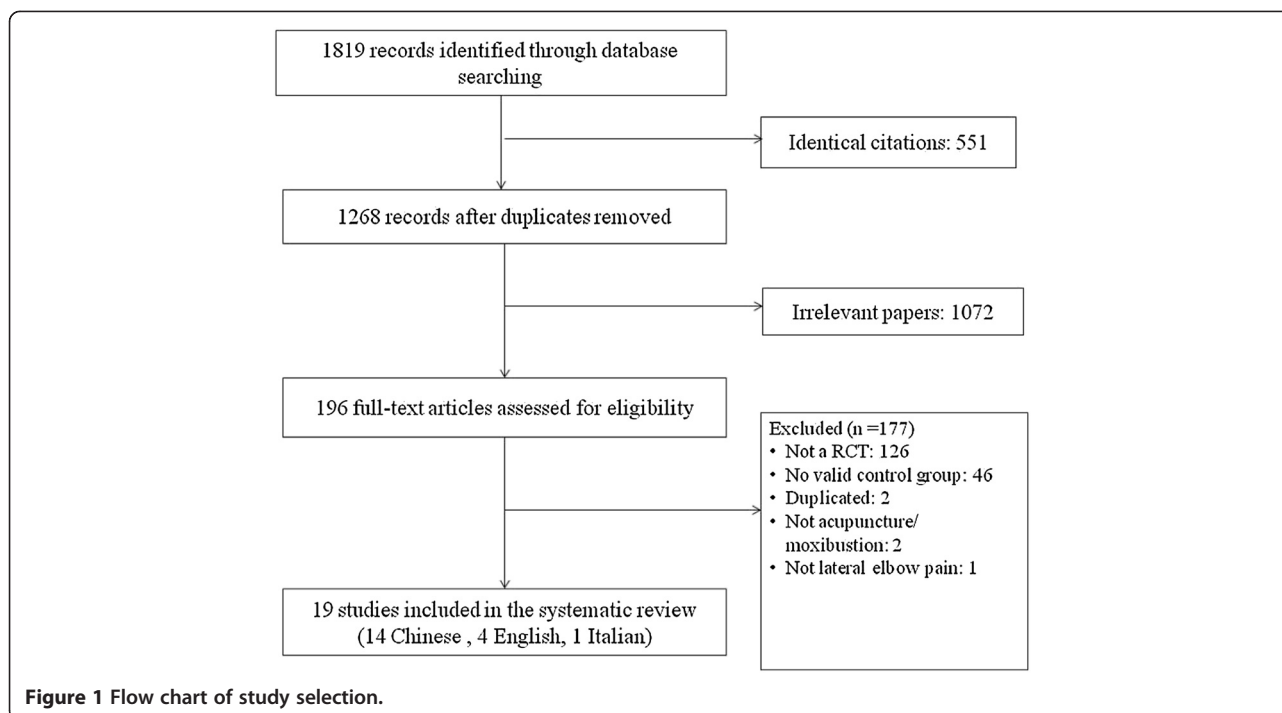 1819 records identified through database
searching
Identical citations: 551
1268 records after duplicates removed
Irrelevant papers: 1072
196 full-text articles assessed for eligibility
Excluded (n =177)
• Not a RCT: 126
• No valid control group: 46
• Duplicated: 2
• Not acupuncture/
moxibustion: 2
• Not lateral elbow pain: 1
19 studies included in the systematic review
(14 Chinese , 4 English, 1 Italian)
Figure 1 Flow chart of study selection.